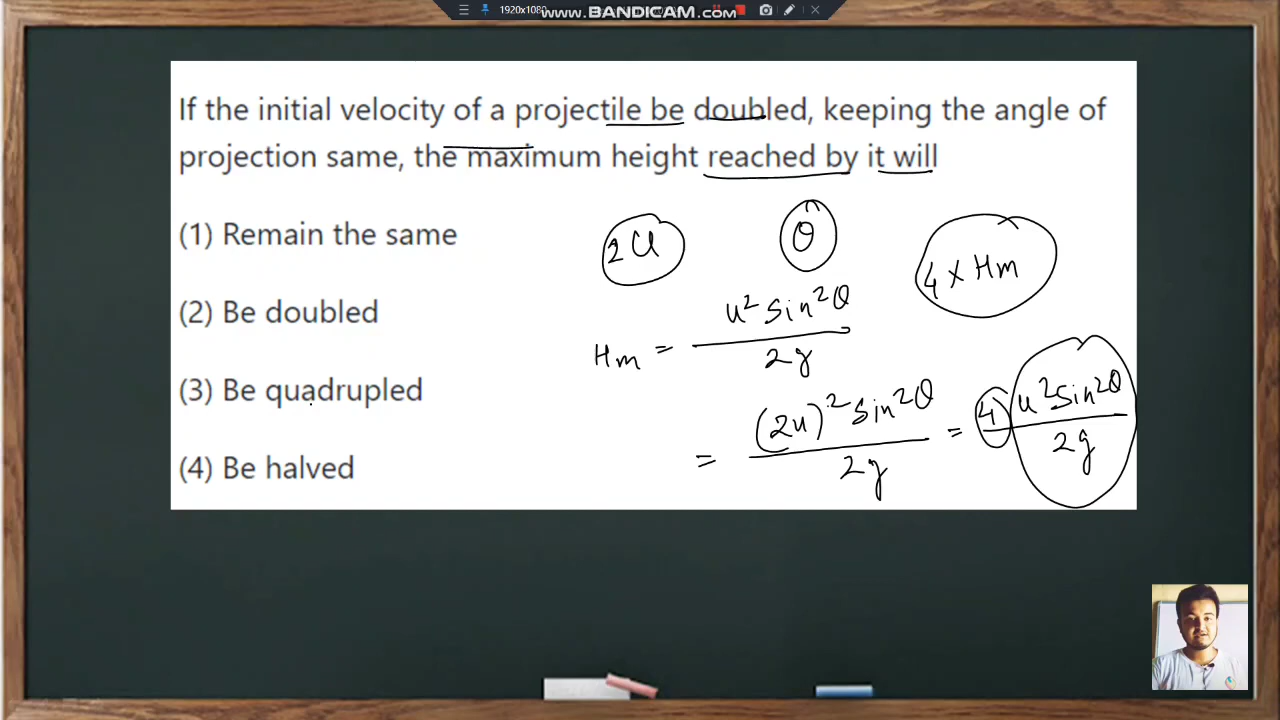 1920x1080
www.BANDICAM.com
If the initial velocity of a projectile be doubled, keeping the angle of
projection same, the maximum height reached by it will
(1) Remain the same
(2) Be doubled
(3) Be quadrupled
(4) Be halved
2u
θ
4 x Hm
Hm = u² sin²θ / 2g
= (2u)² sin²θ / 2g = 4 u² sin²θ / 2g